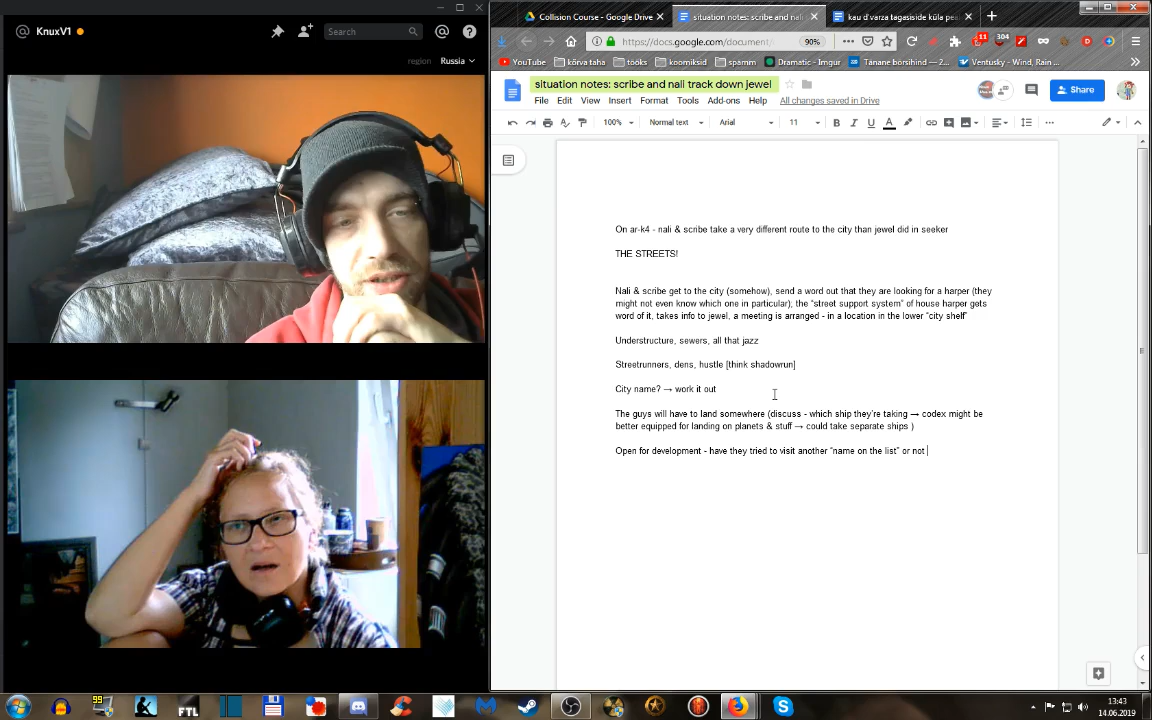 KnuxV1
Search
region
Russia
Collision Course - Google Drive
situation notes: scribe and nali
kau d'varza tagasiside küla pea
https://docs.google.com/document/
90%
11
304
YouTube
kõrva taha
tööks
koomiksid
spämm
Dramatic - Imgur
Tänane börsihind — 2...
Ventusky - Wind, Rain ...
situation notes: scribe and nali track down jewel
File Edit View Insert Format Tools Add-ons Help
All changes saved in Drive
Share
100%
Normal text
Arial
11
On ar-k4 - nali & scribe take a very different route to the city than jewel did in seeker
THE STREETS!
Nali & scribe get to the city (somehow), send a word out that they are looking for a harper (they
might not even know which one in particular); the "street support system" of house harper gets
word of it, takes info to jewel, a meeting is arranged - in a location in the lower "city shelf"
Understructure, sewers, all that jazz
Streetrunners, dens, hustle [think shadowrun]
City name? → work it out
The guys will have to land somewhere (discuss - which ship they're taking → codex might be
better equipped for landing on planets & stuff → could take separate ships )
Open for development - have they tried to visit another "name on the list" or not
99
FTL
13:43
14.06.2019